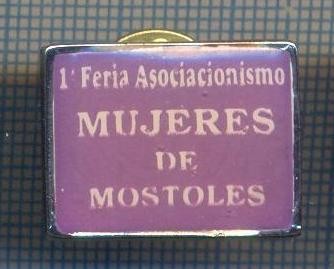 1ª Feria Asociacionismo
MUJERES
DE
MOSTOLES